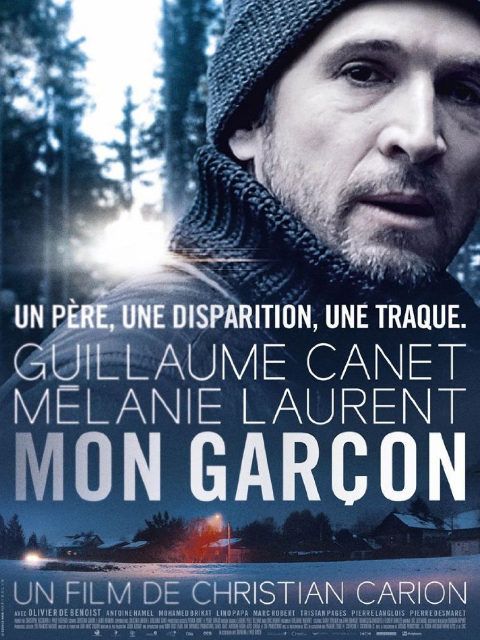 UN PÈRE, UNE DISPARITION, UNE TRAQUE.
GUILLAUME CANET
MÉLANIE LAURENT
MON GARÇON
UN FILM DE CHRISTIAN CARION
AVEC OLIVIER DE BENOIST ANTOINE HAMEL MOHAMED BRIKAT LINO PAPA MARC ROBERT TRISTAN PAGES PIERRE LANGLOIS PIERRE DESMARET